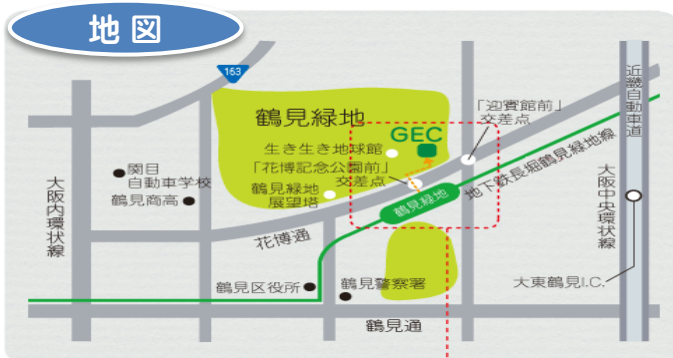 地図
163
近畿自動車道
鶴見緑地
「迎賓館前」
交差点
GEC
生き生き地球館
「花博記念公園前」
交差点
地下鉄長堀鶴見緑地線
関目
自動車学校
鶴見商高
鶴見緑地
展望塔
鶴見緑地
大阪内環状線
大阪中央環状線
花博通
大東鶴見I.C.
鶴見区役所
鶴見警察署
鶴見通